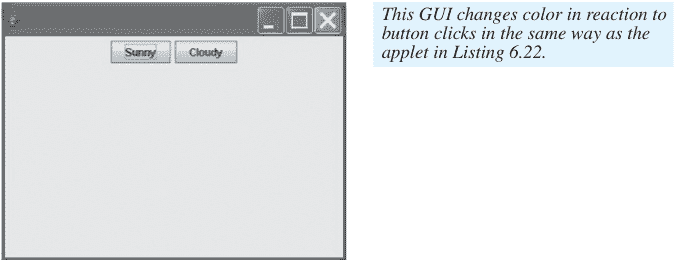 Sunny Cloudy
This GUI changes color in reaction to
button clicks in the same way as the
applet in Listing 6.22.